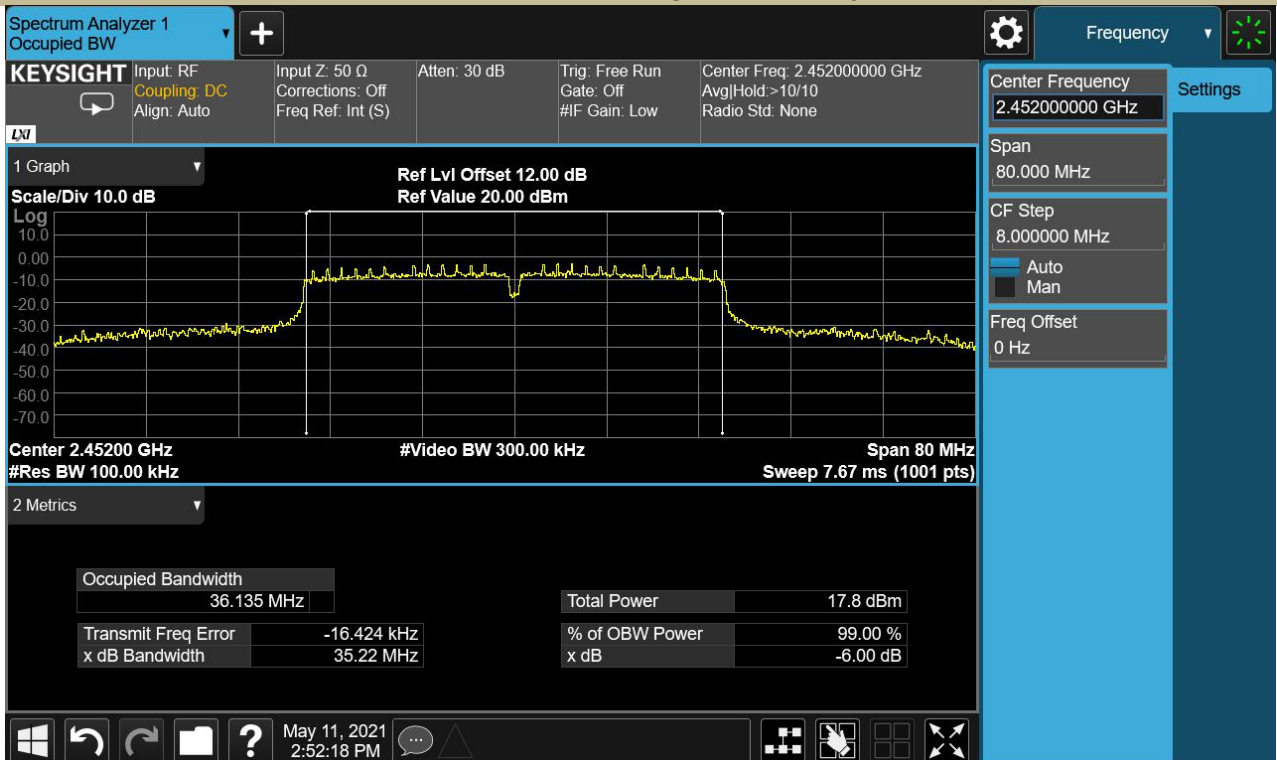 Spectrum Analyzer 1
Occupied BW
+
Frequency
KEYSIGHT
LXI
Input: RF
Coupling: DC
Align: Auto
Input Z: 50 Ω
Corrections: Off
Freq Ref: Int (S)
Atten: 30 dB
Trig: Free Run
Gate: Off
#IF Gain: Low
Center Freq: 2.452000000 GHz
Avg|Hold:>10/10
Radio Std: None
Center Frequency
2.452000000 GHz
Settings
Span
80.000 MHz
CF Step
8.000000 MHz
Auto
Man
Freq Offset
0 Hz
1 Graph
Scale/Div 10.0 dB
Ref Lvl Offset 12.00 dB
Ref Value 20.00 dBm
Log
10.0
0.00
-10.0
-20.0
-30.0
-40.0
-50.0
-60.0
-70.0
Center 2.45200 GHz
#Video BW 300.00 kHz
Span 80 MHz
#Res BW 100.00 kHz
Sweep 7.67 ms (1001 pts)
2 Metrics
Occupied Bandwidth
36.135 MHz
Total Power 17.8 dBm
Transmit Freq Error -16.424 kHz
% of OBW Power 99.00 %
x dB Bandwidth 35.22 MHz
x dB -6.00 dB
?
May 11, 2021
2:52:18 PM